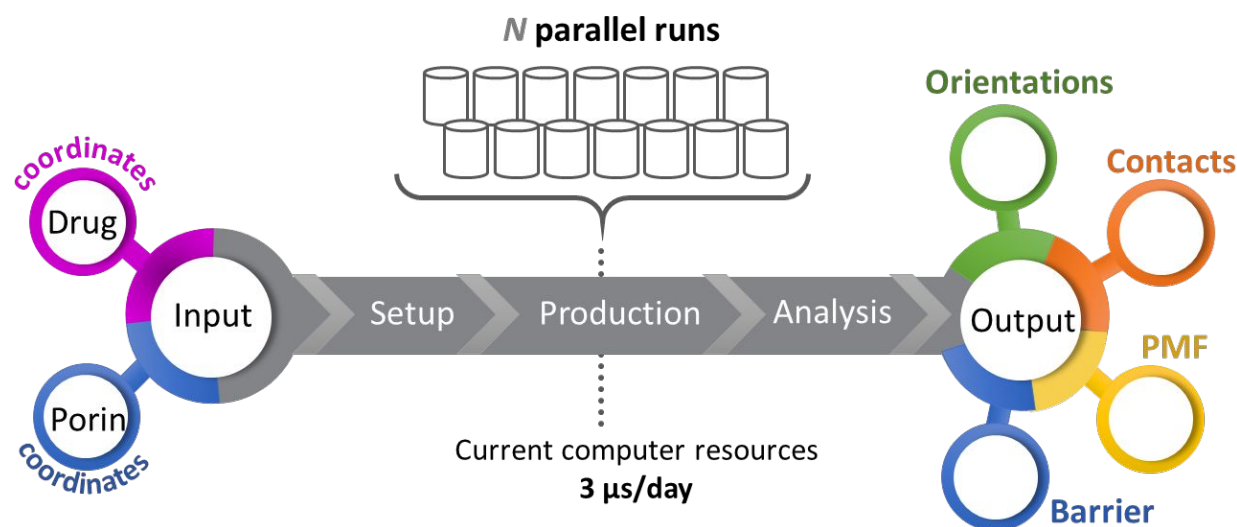 N parallel runs
Orientations
coordinates
Contacts
Drug
Input
Setup
Production
Analysis
Output
PMF
Porin
coordinates
Current computer resources
3 µs/day
Barrier